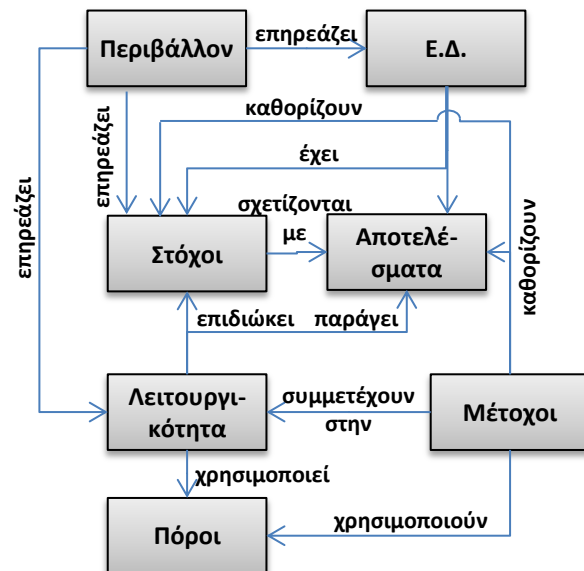 Περιβάλλον
επηρεάζει
Ε.Δ.
καθορίζουν
επηρεάζει
επηρεάζει
έχει
σχετίζονται
με
Στόχοι
Αποτελέ-
σματα
καθορίζουν
επιδιώκει
παράγει
Λειτουργι-
κότητα
συμμετέχουν
στην
Μέτοχοι
χρησιμοποιεί
Πόροι
χρησιμοποιούν